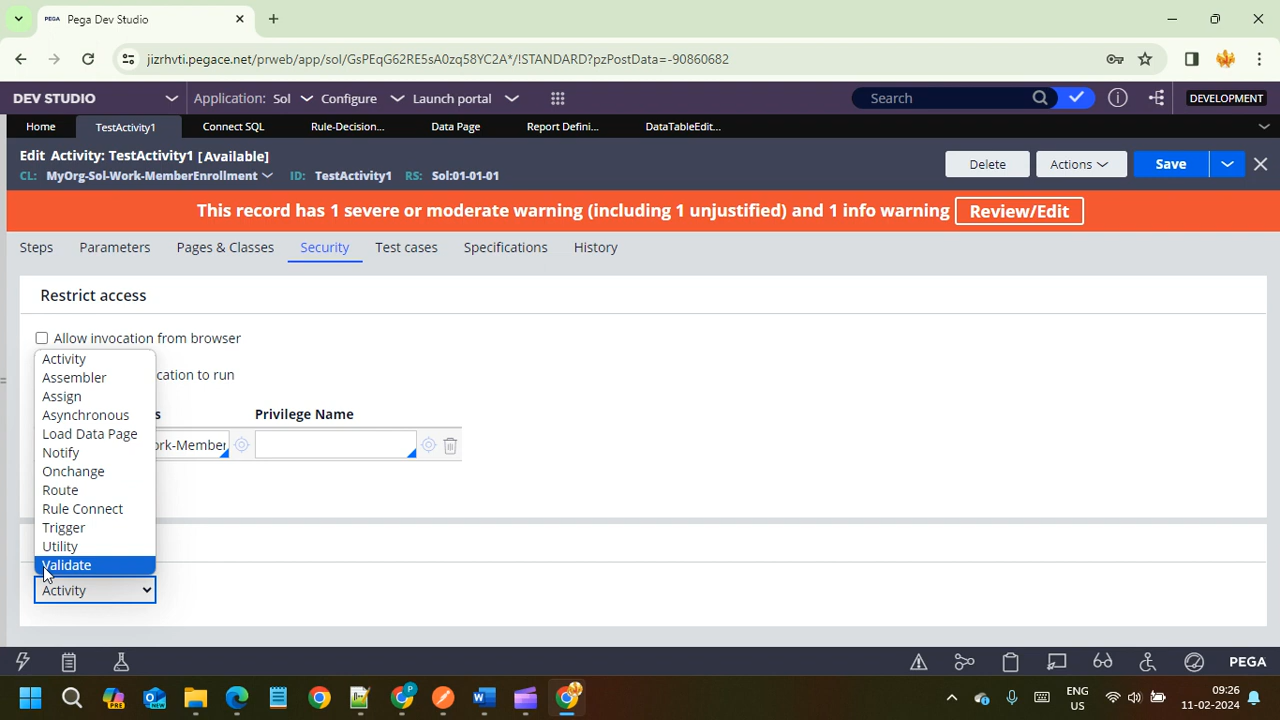 PEGA Pega Dev Studio
jizrhvti.pegace.net/prweb/app/sol/GsPEqG62RE5sA0zq58YC2A*/!STANDARD?pzPostData=-90860682
DEV STUDIO Application: Sol Configure Launch portal Search DEVELOPMENT
Home TestActivity1 Connect SQL Rule-Decision... Data Page Report Defini... DataTableEdit...
Edit Activity: TestActivity1 [Available]
CL: MyOrg-Sol-Work-MemberEnrollment ID: TestActivity1 RS: Sol:01-01-01
Delete Actions Save
This record has 1 severe or moderate warning (including 1 unjustified) and 1 info warning Review/Edit
Steps Parameters Pages & Classes Security Test cases Specifications History
Restrict access
Allow invocation from browser
Activity
Assembler cation to run
Assign
Asynchronous s Privilege Name
Load Data Page
Notify ork-Member
Onchange
Route
Rule Connect
Trigger
Utility
Validate
Activity
PEGA
ENG
US
09:26
11-02-2024
PRE